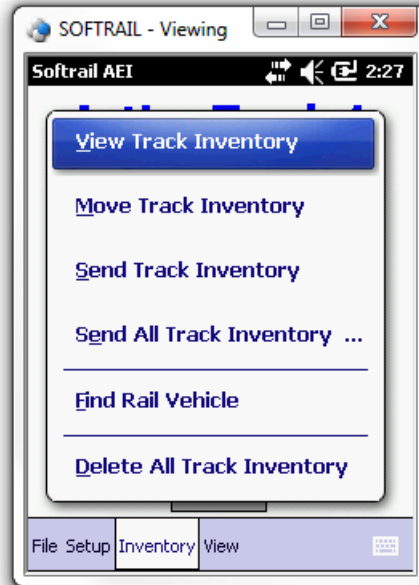 SOFTRAIL - Viewing
Softrail AEI 2:27
View Track Inventory
Move Track Inventory
Send Track Inventory
Send All Track Inventory ...
Find Rail Vehicle
Delete All Track Inventory
File Setup Inventory View